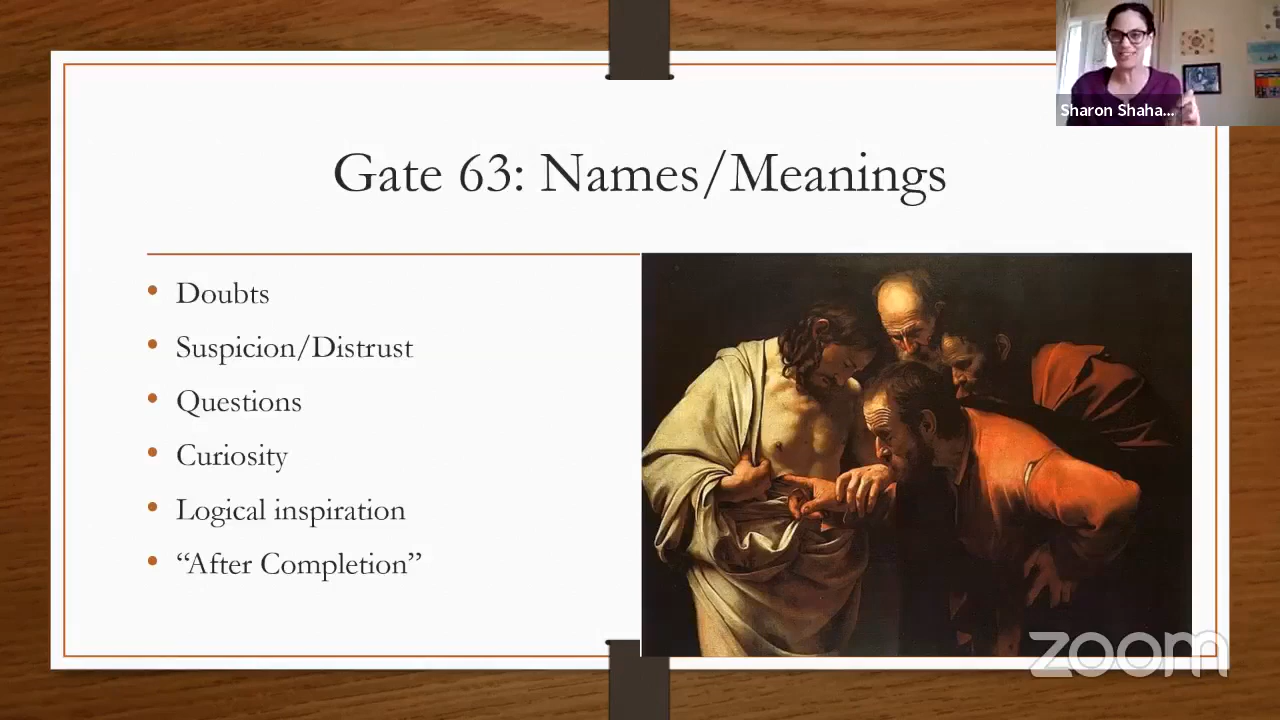 Sharon Shaha...
Gate 63: Names/Meanings
• Doubts
• Suspicion/Distrust
• Questions
• Curiosity
• Logical inspiration
• “After Completion”
zoom